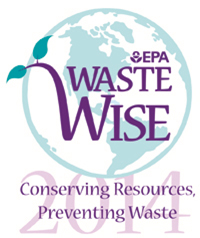 EPA
WASTE
WISE
2014
Conserving Resources,
Preventing Waste